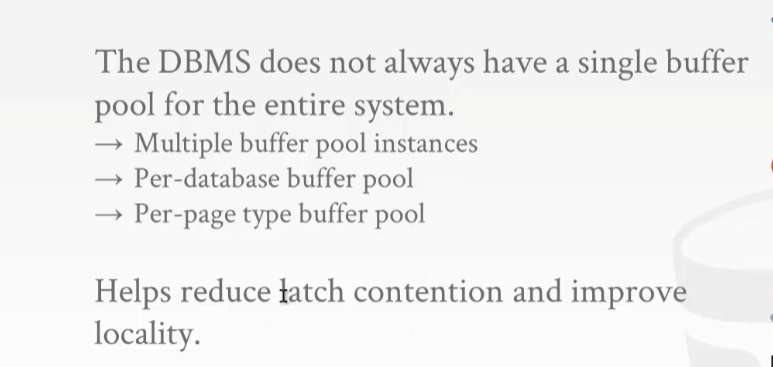 The DBMS does not always have a single buffer
pool for the entire system.
→ Multiple buffer pool instances
→ Per-database buffer pool
→ Per-page type buffer pool
Helps reduce latch contention and improve
locality.